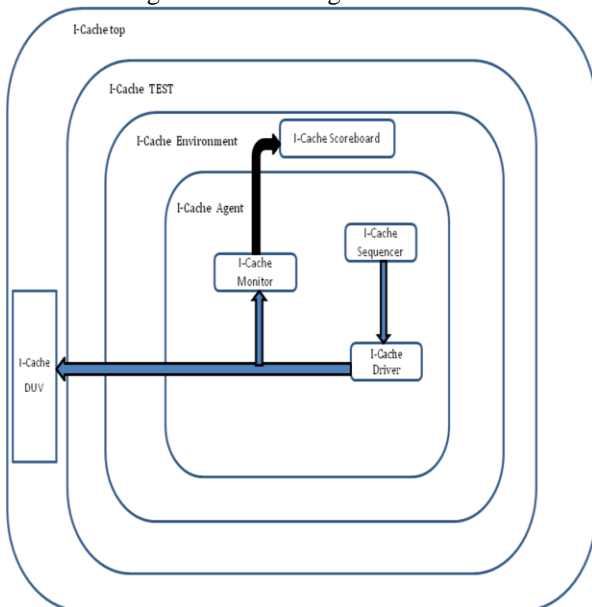 I-Cache top
I-Cache TEST
I-Cache Environment
I-Cache Scoreboard
I-Cache Agent
I-Cache
Sequencer
I-Cache
Monitor
I-Cache
Driver
I-Cache
DUV